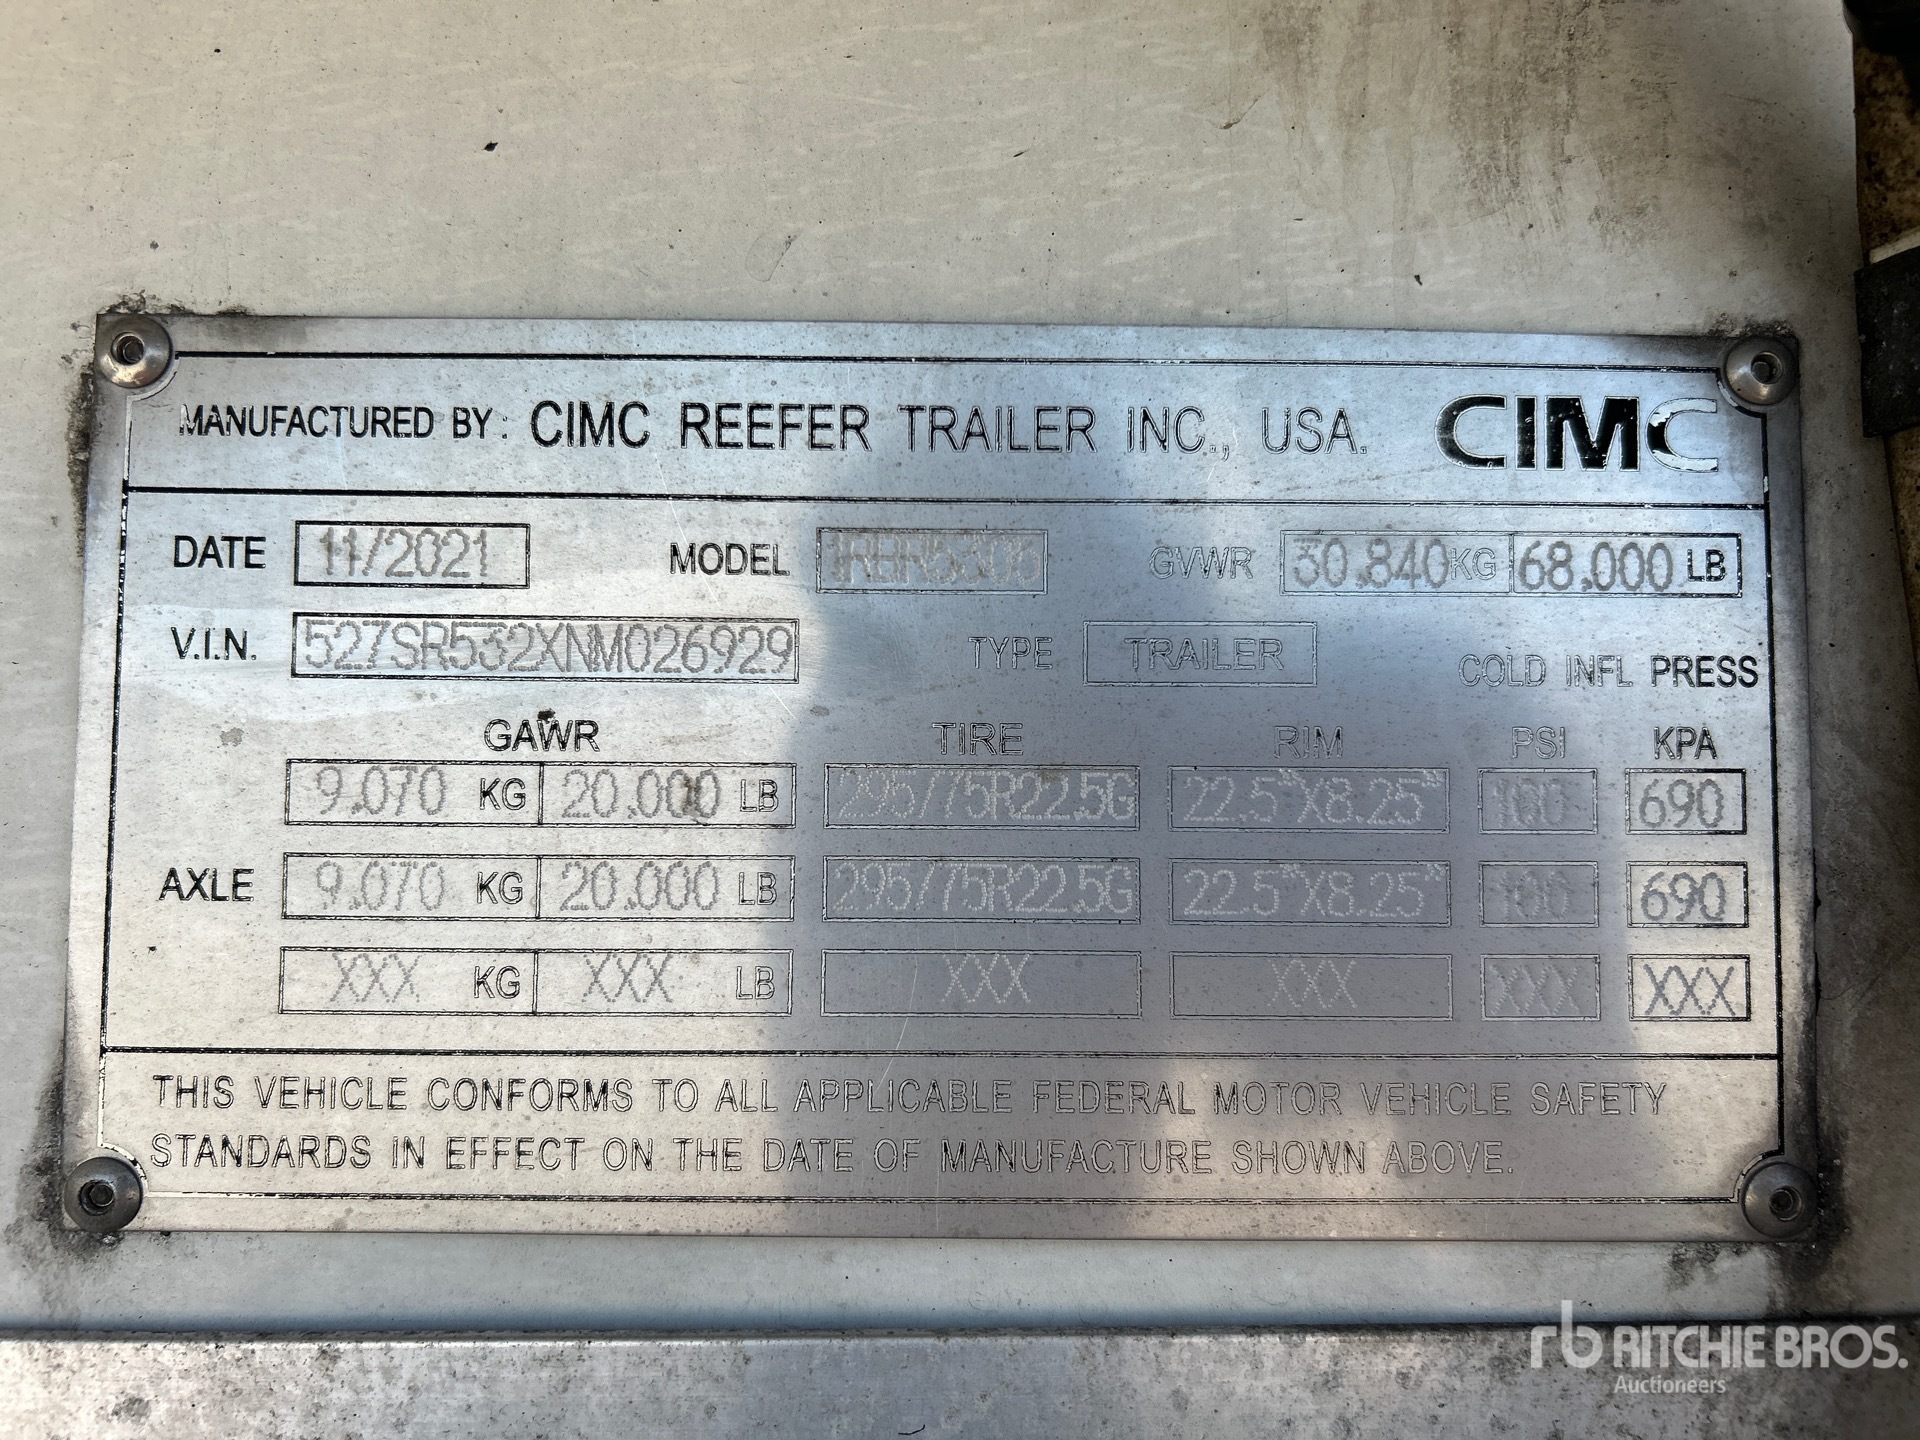 MANUFACTURED BY: CIMC REEFER TRAILER INC., USA. CIMC
DATE 11/2021 MODEL GVWR 30.840 KG 68.000 LB
V.I.N. 527SR532XNM026929 TYPE TRAILER COLD INFL PRESS
GAWR TIRE RIM PSI KPA
9.070 KG 20.000 LB 295/75R22.5G 22.5"X8.25" 100 690
AXLE 9.070 KG 20.000 LB 295/75R22.5G 22.5"X8.25" 100 690
XXX KG XXX LB XXX XXX XXX XXX
THIS VEHICLE CONFORMS TO ALL APPLICABLE FEDERAL MOTOR VEHICLE SAFETY
STANDARDS IN EFFECT ON THE DATE OF MANUFACTURE SHOWN ABOVE.
rb RITCHIE BROS.
Auctioneers